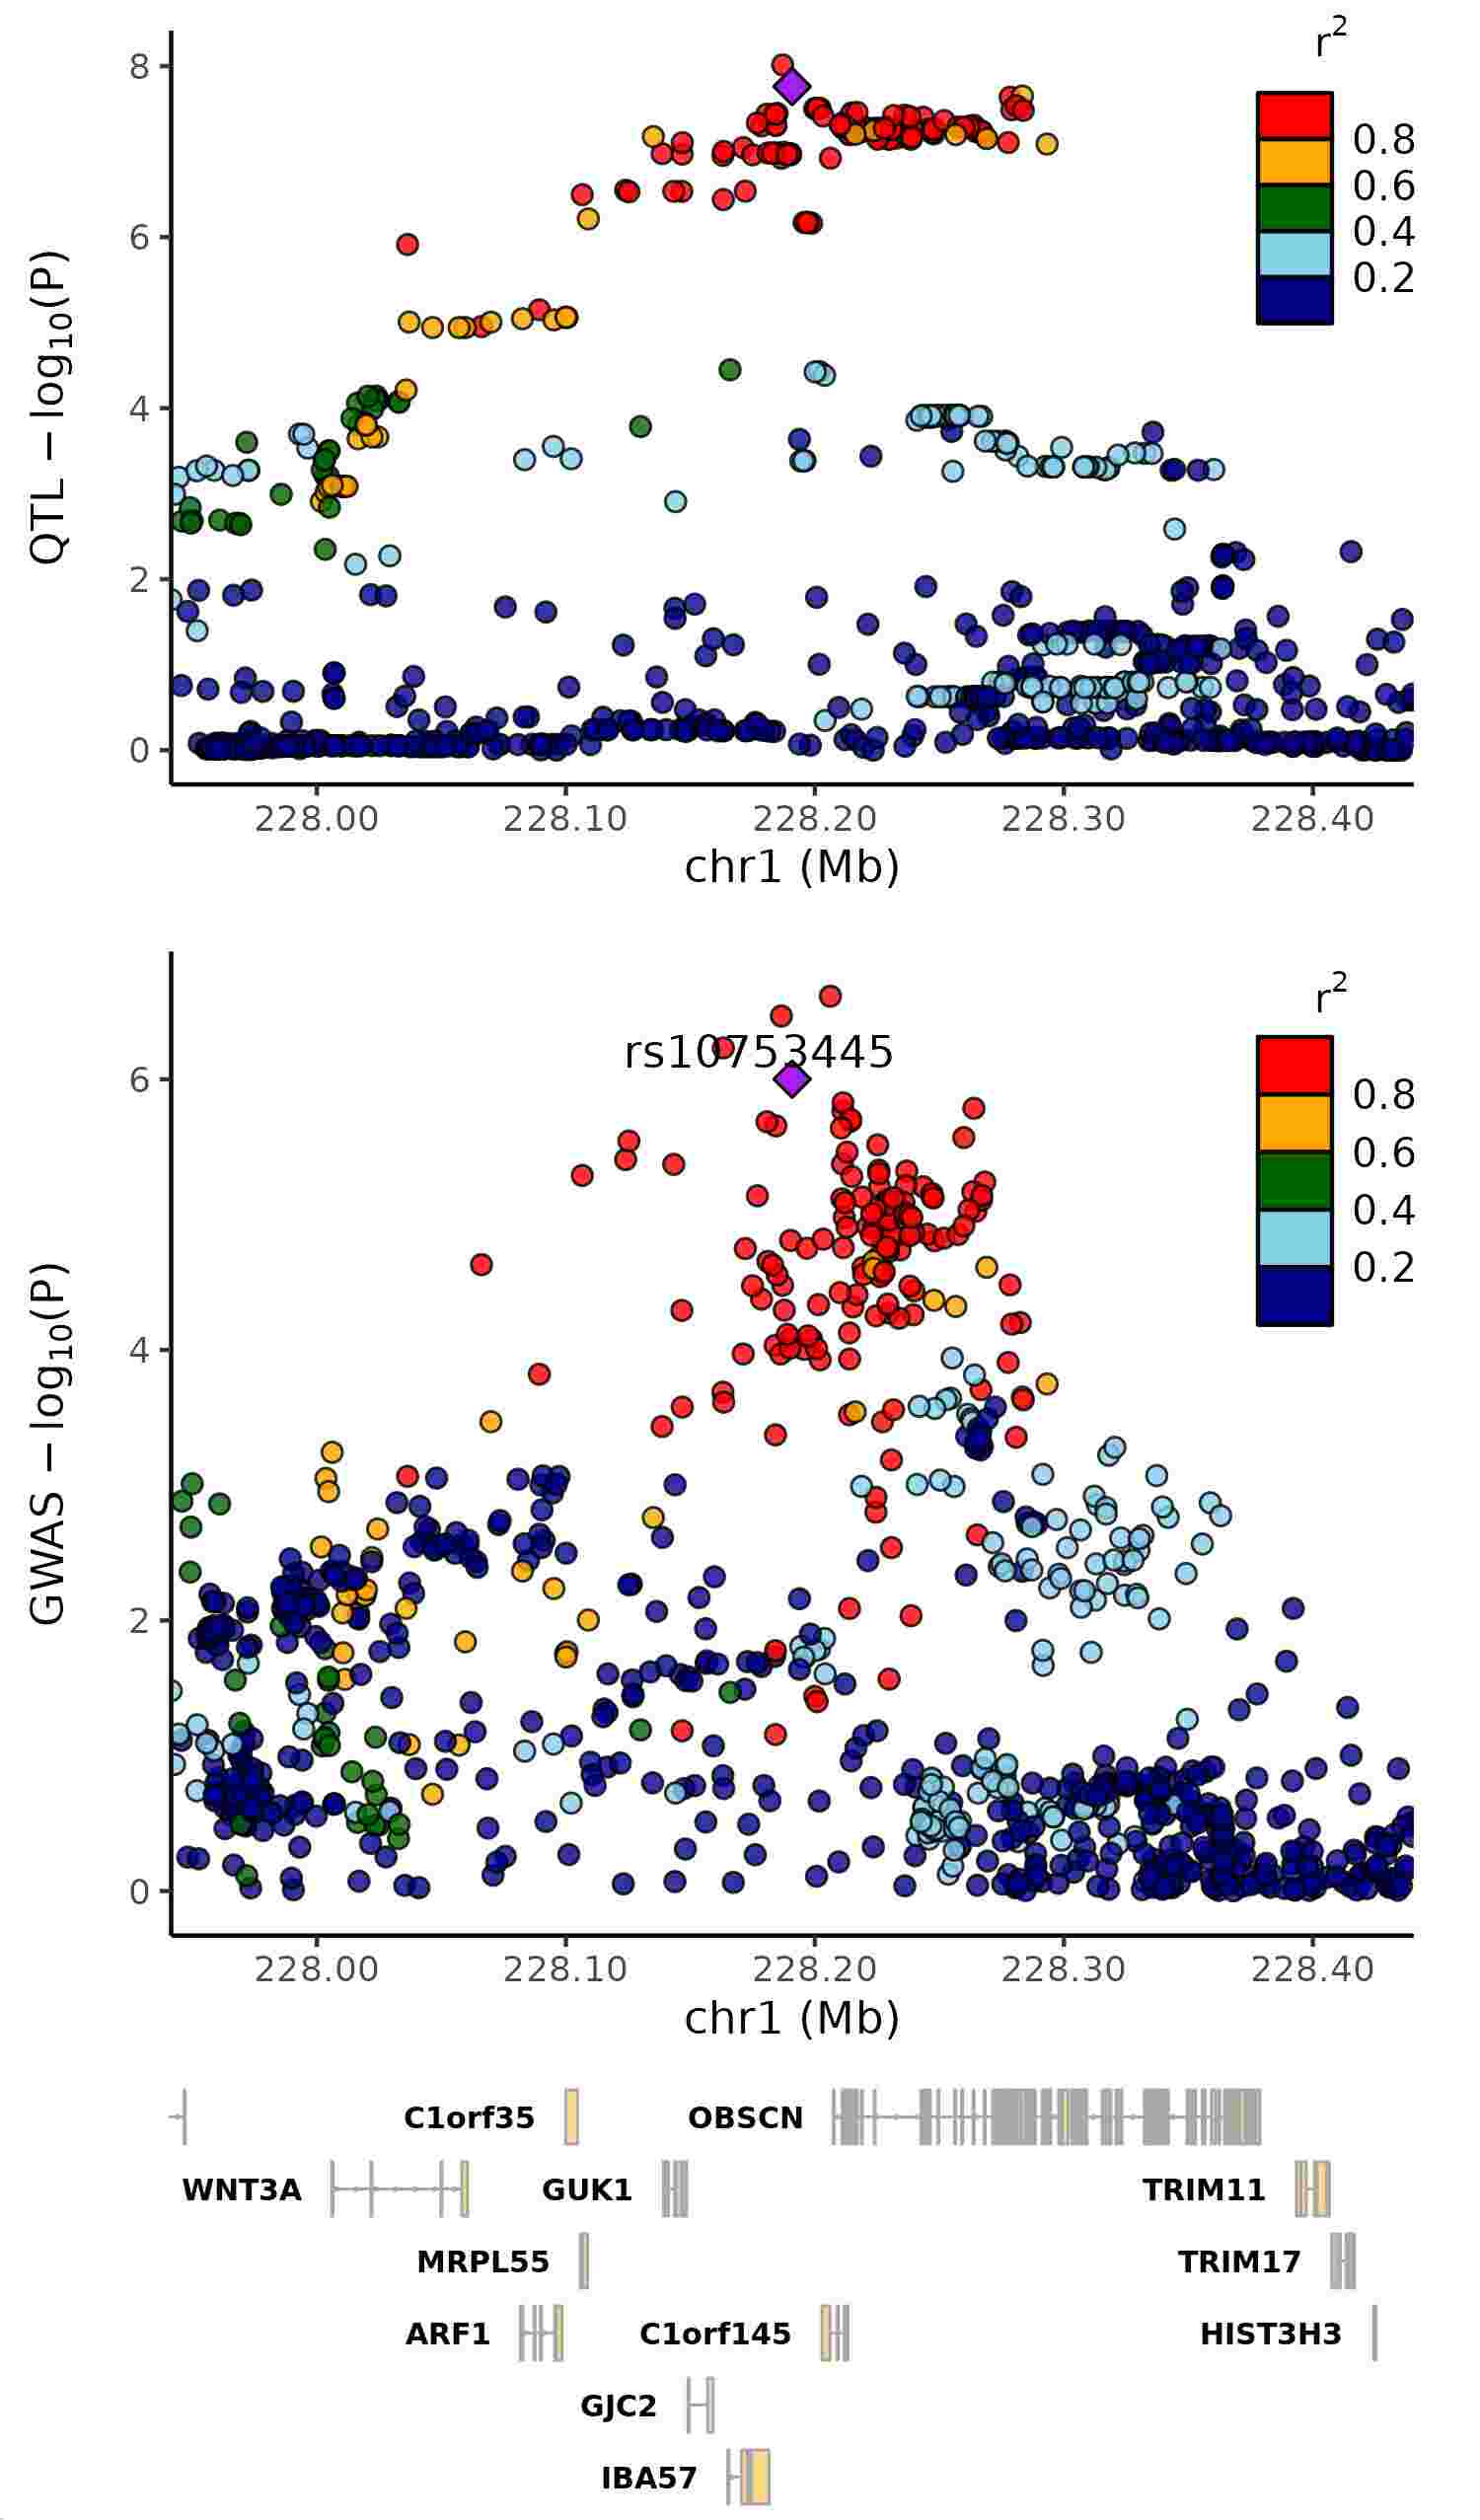 r2
8
6
4
2
0
QTL −log10(P)
0.8
0.6
0.4
0.2
228.00 228.10 228.20 228.30 228.40
chr1 (Mb)
r2
rs10753445
6
4
2
0
GWAS −log10(P)
0.8
0.6
0.4
0.2
228.00 228.10 228.20 228.30 228.40
chr1 (Mb)
C1orf35 OBSCN
WNT3A GUK1 TRIM11
MRPL55 TRIM17
ARF1 C1orf145 HIST3H3
GJC2
IBA57